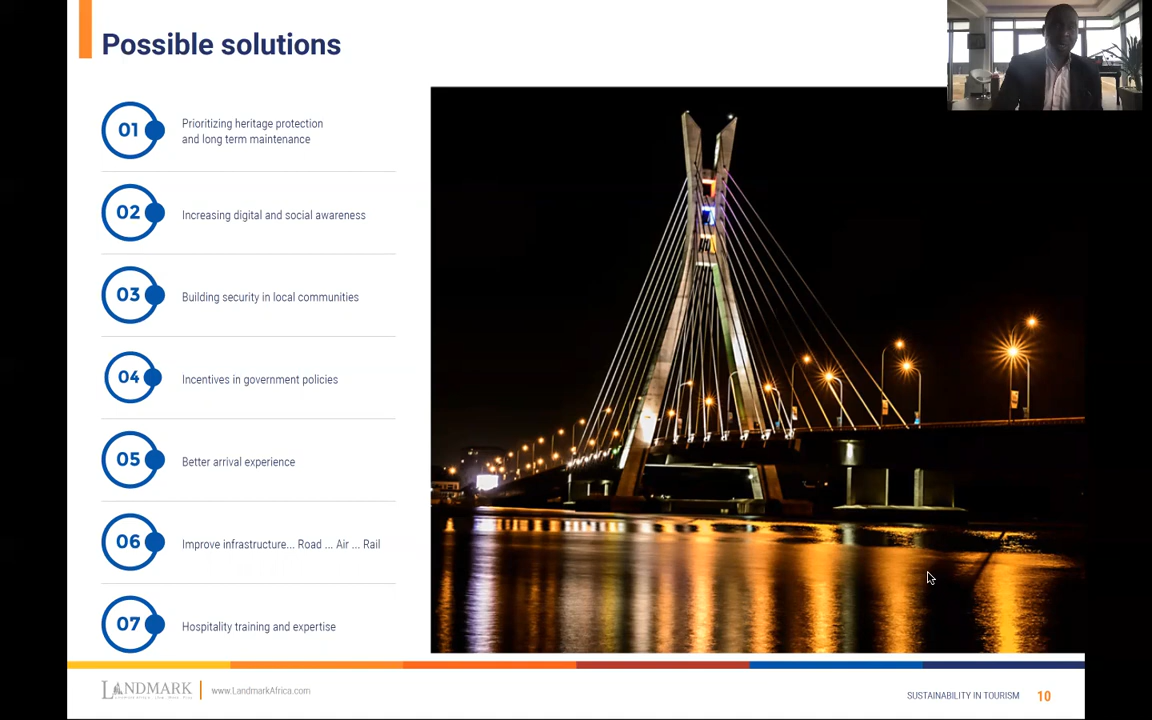 Possible solutions
01
Prioritizing heritage protection
and long term maintenance
02
Increasing digital and social awareness
03
Building security in local communities
04
Incentives in government policies
05
Better arrival experience
06
Improve infrastructure... Road ... Air ... Rail
07
Hospitality training and expertise
LANDMARK
www.LandmarkAfrica.com
SUSTAINABILITY IN TOURISM
10